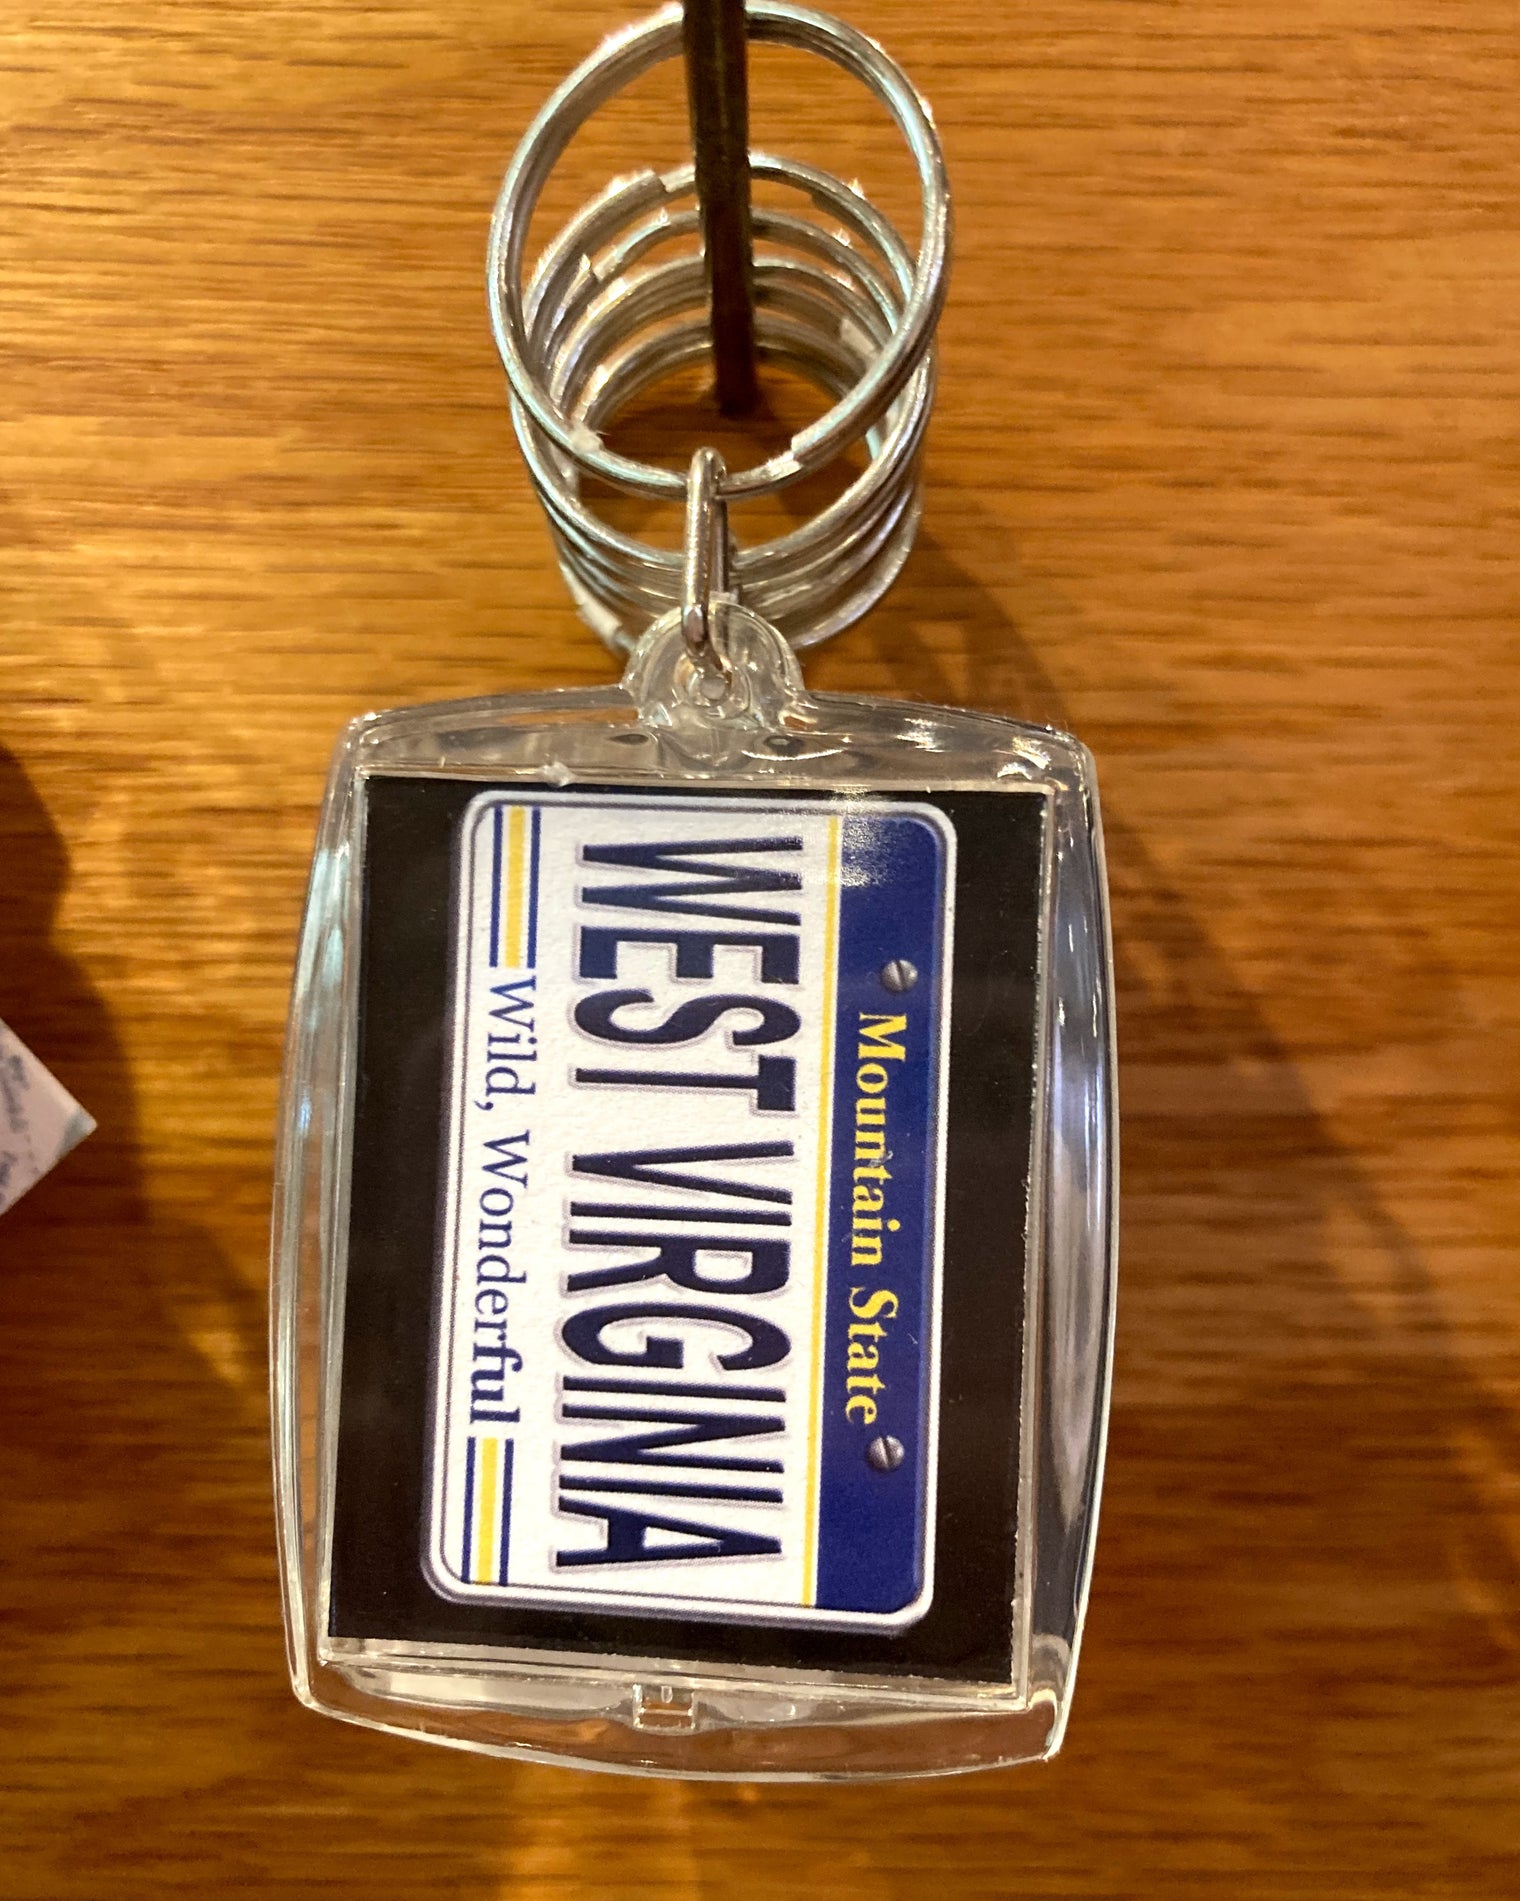 Mountain State
WEST VIRGINIA
Wild, Wonderful